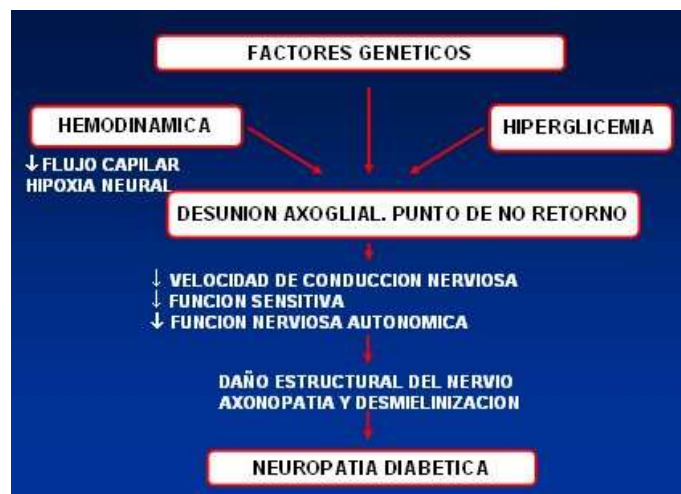 FACTORES GENETICOS
HEMODINAMICA
HIPERGLICEMIA
↓ FLUJO CAPILAR
HIPOXIA NEURAL
DESUNION AXOGLIAL. PUNTO DE NO RETORNO
↓ VELOCIDAD DE CONDUCCION NERVIOSA
↓ FUNCION SENSITIVA
↓ FUNCION NERVIOSA AUTONOMICA
DAÑO ESTRUCTURAL DEL NERVIO
AXONOPATIA Y DESMIELINIZACION
NEUROPATIA DIABETICA